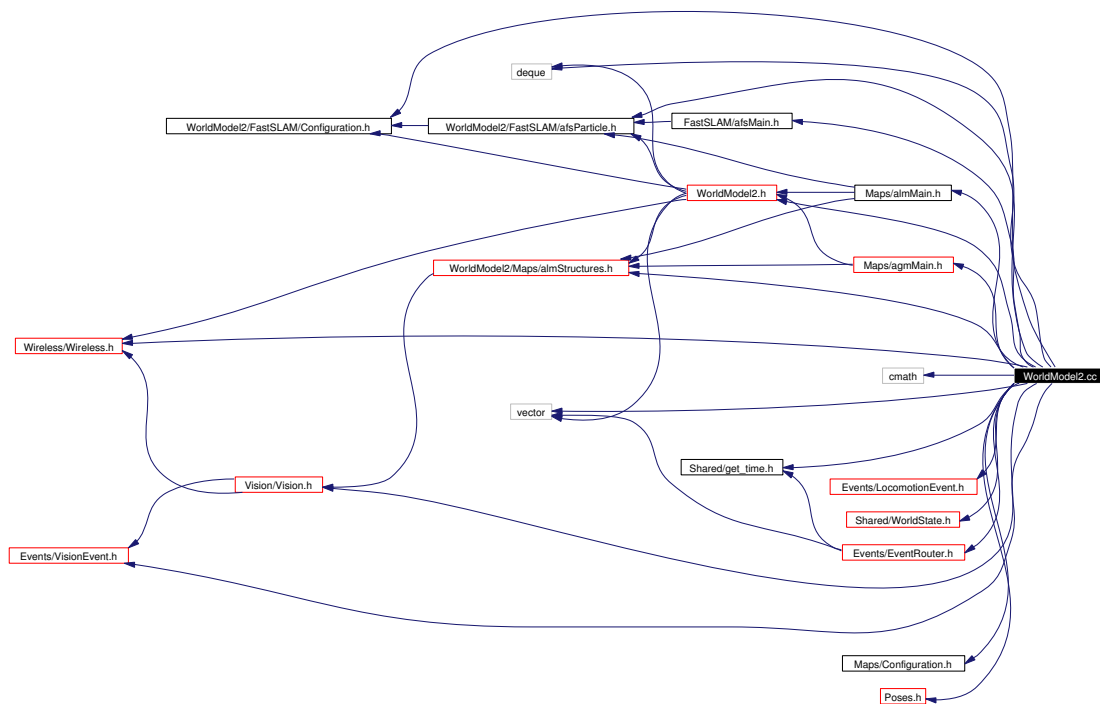 deque
WorldModel2/FastSLAM/Configuration.h
WorldModel2/FastSLAM/afsParticle.h
FastSLAM/afsMain.h
WorldModel2.h
Maps/almMain.h
WorldModel2/Maps/almStructures.h
Maps/agmMain.h
Wireless/Wireless.h
cmath
WorldModel2.cc
vector
Shared/get_time.h
Vision/Vision.h
Events/LocomotionEvent.h
Shared/WorldState.h
Events/VisionEvent.h
Events/EventRouter.h
Maps/Configuration.h
Poses.h